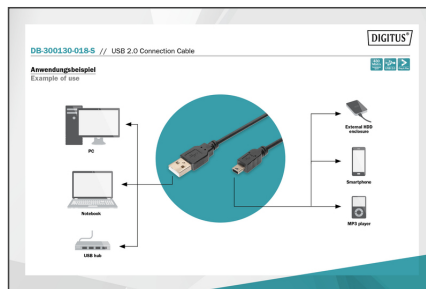 DIGITUS®
DB-300130-018-S // USB 2.0 Connection Cable
Anwendungsbeispiel
Example of use
PC
Notebook
USB hub
External HDD
enclosure
Smartphone
MP3 player